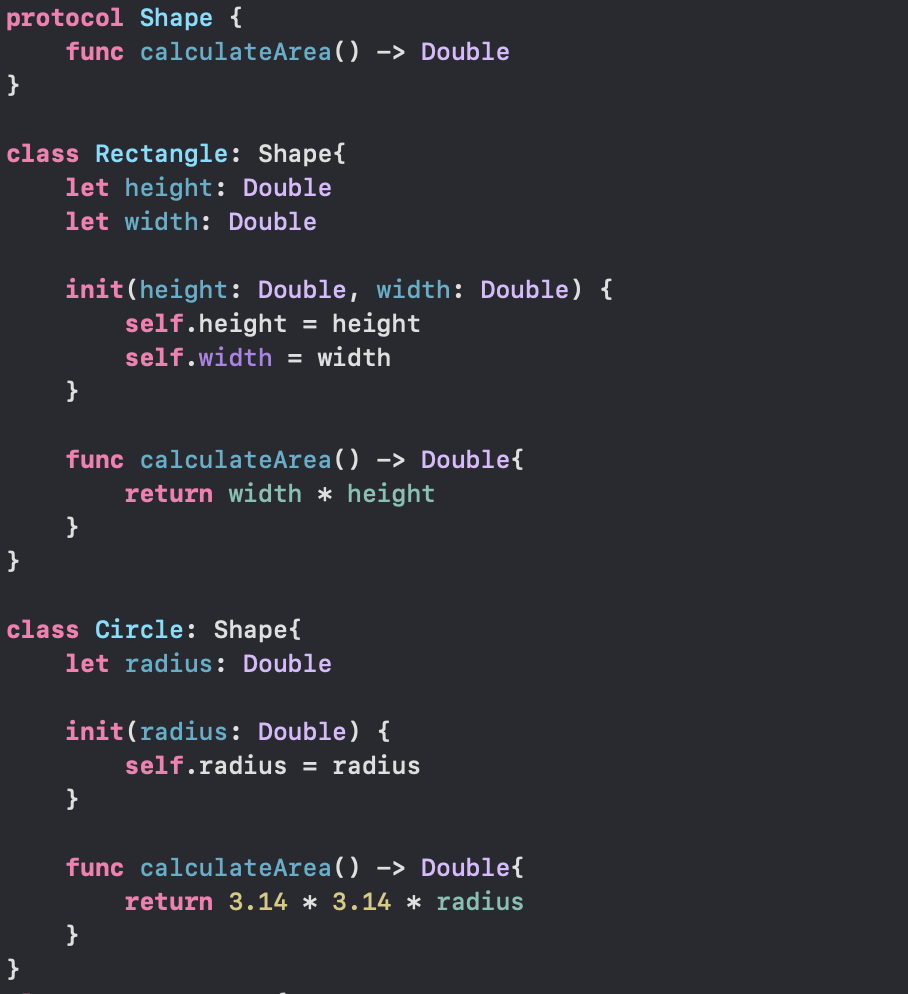 protocol Shape {
    func calculateArea() -> Double
}

class Rectangle: Shape{
    let height: Double
    let width: Double

    init(height: Double, width: Double) {
        self.height = height
        self.width = width
    }

    func calculateArea() -> Double{
        return width * height
    }
}

class Circle: Shape{
    let radius: Double

    init(radius: Double) {
        self.radius = radius
    }

    func calculateArea() -> Double{
        return 3.14 * 3.14 * radius
    }
}